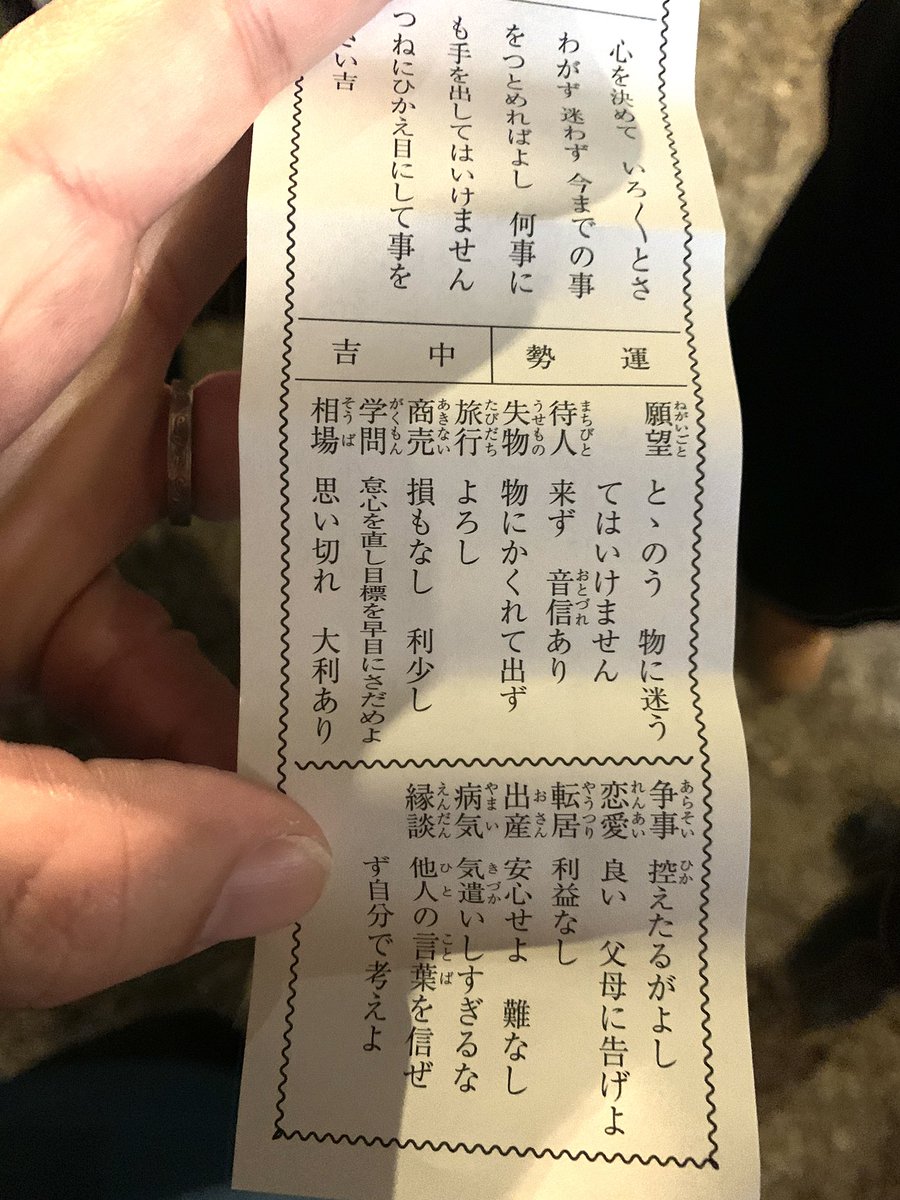 心を決めて いろ〱とさ
わがず 迷わず 今までの事
をつとめればよし 何事に
も手を出してはいけません
つねにひかえ目にして事を
い吉
運勢 中吉
願望 とゝのう 物に迷う
てはいけません
待人 来ず 音信あり
失物 物にかくれて出ず
旅行 よろし
商売 損もなし 利少し
学問 怠心を直し目標を早目にさだめよ
相場 思い切れ 大利あり
争事 控えたるがよし
恋愛 良い 父母に告げよ
転居 利益なし
出産 安心せよ 難なし
病気 気遣いしすぎるな
縁談 他人の言葉を信ぜ
ず自分で考えよ